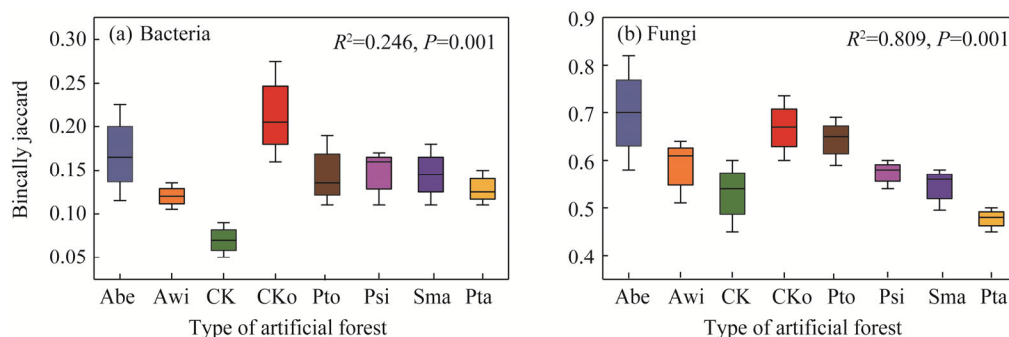 (a) Bacteria
R²=0.246, P=0.001
Bincally jaccard
0.30
0.25
0.20
0.15
0.10
0.05
Abe Awi CK CKo Pto Psi Sma Pta
Type of artificial forest
(b) Fungi
R²=0.809, P=0.001
0.9
0.8
0.7
0.6
0.5
0.4
Abe Awi CK CKo Pto Psi Sma Pta
Type of artificial forest